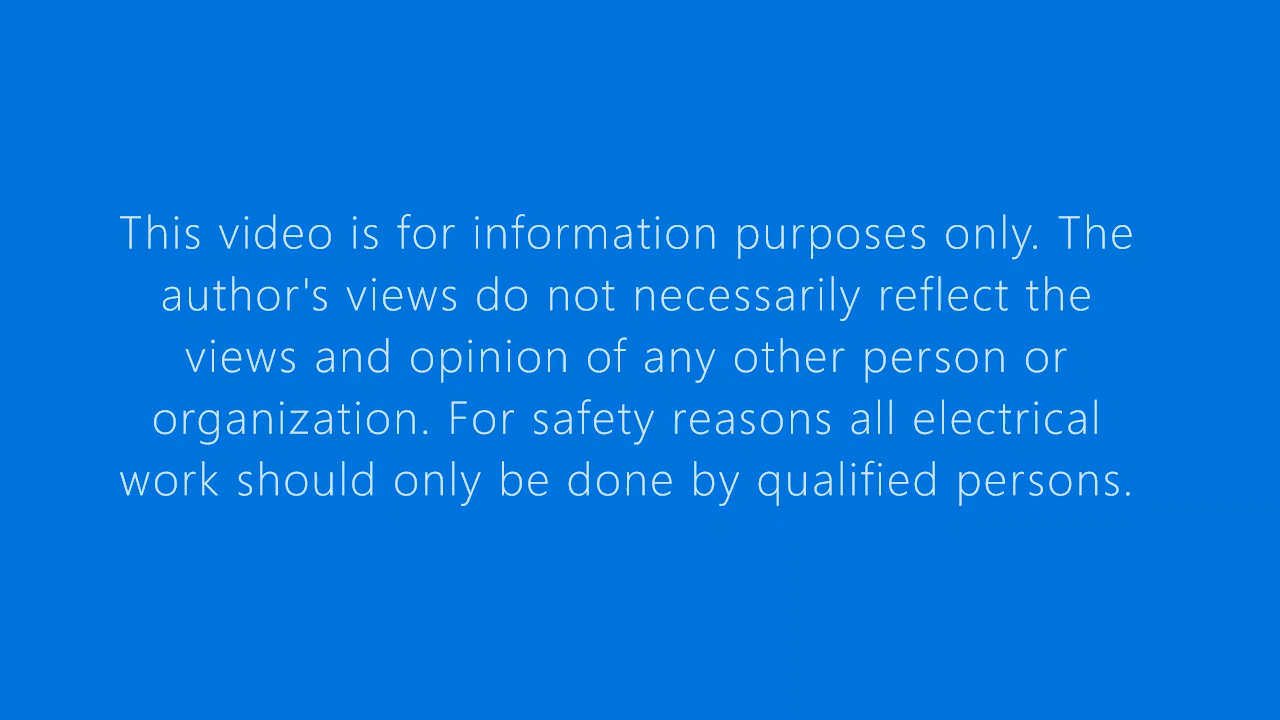 This video is for information purposes only. The
author's views do not necessarily reflect the
views and opinion of any other person or
organization. For safety reasons all electrical
work should only be done by qualified persons.